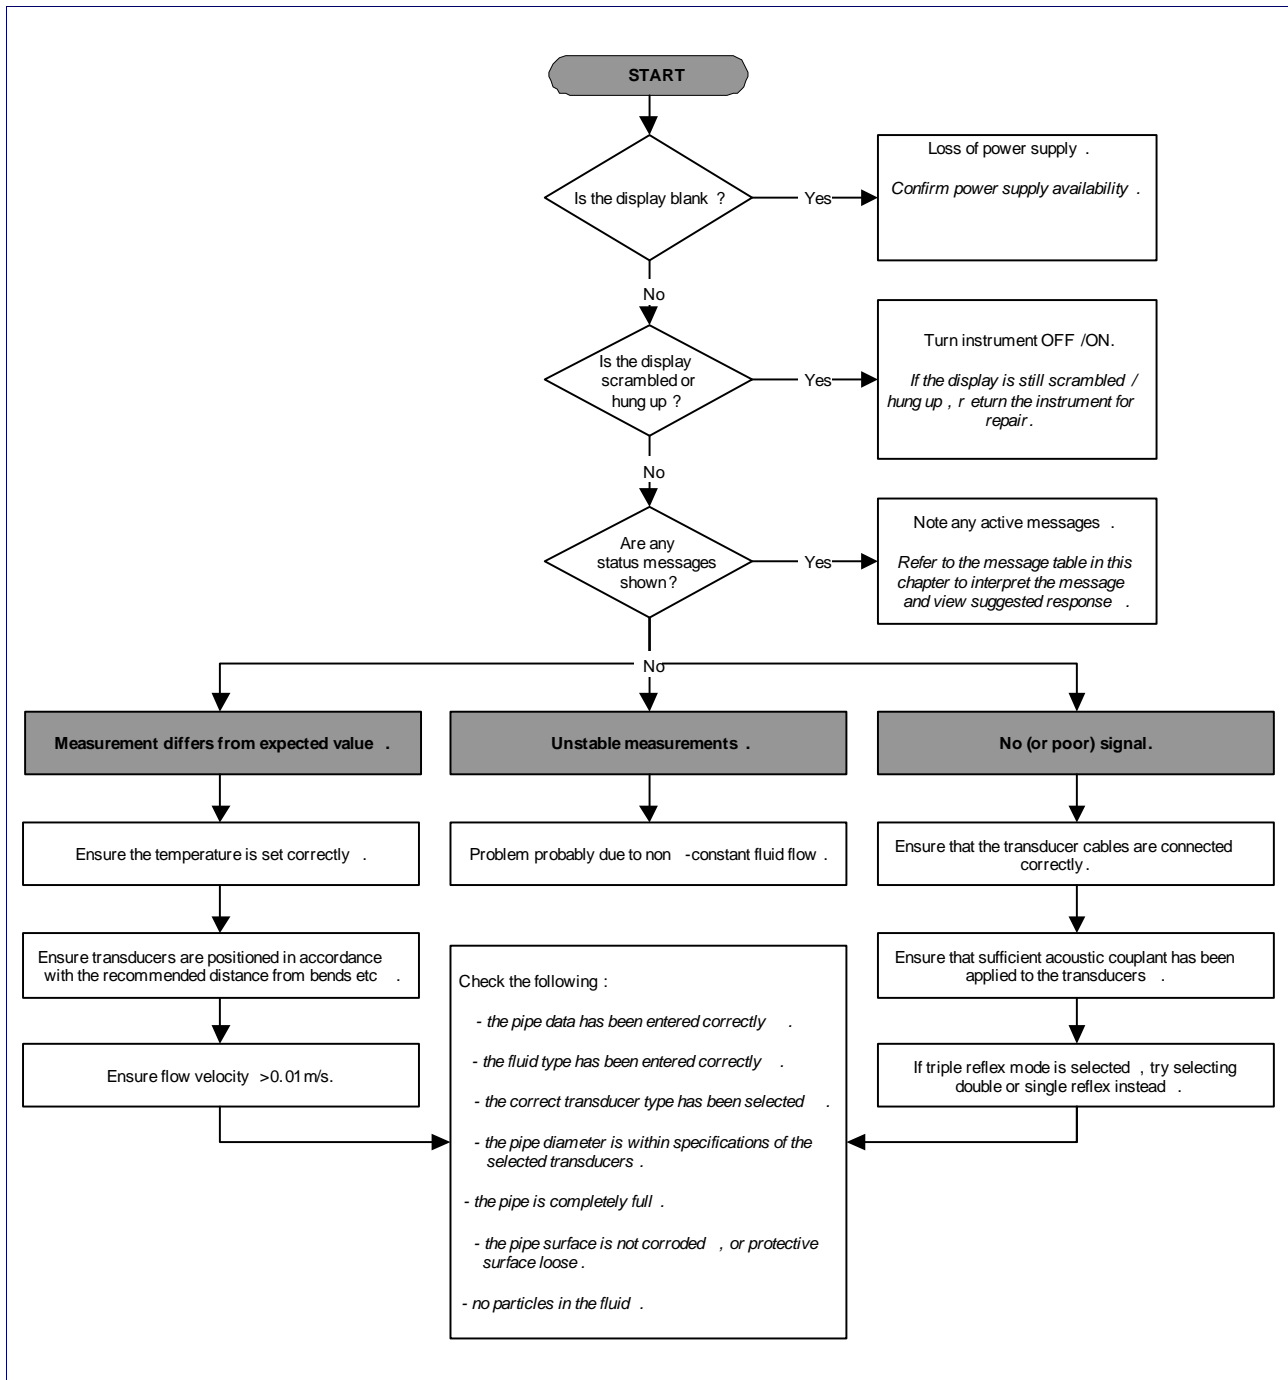 START
Is the display blank ?
Yes
Loss of power supply .
Confirm power supply availability .
No
Is the display
scrambled or
hung up ?
Yes
Turn instrument OFF /ON.
If the display is still scrambled /
hung up , r eturn the instrument for
repair .
No
Are any
status messages
shown ?
Yes
Note any active messages .
Refer to the message table in this
chapter to interpret the message
and view suggested response .
No
Measurement differs from expected value .
Unstable measurements .
No (or poor) signal.
Ensure the temperature is set correctly .
Problem probably due to non -constant fluid flow .
Ensure that the transducer cables are connected
correctly .
Ensure transducers are positioned in accordance
with the recommended distance from bends etc .
Ensure that sufficient acoustic couplant has been
applied to the transducers .
Ensure flow velocity >0.01 m/s.
If triple reflex mode is selected , try selecting
double or single reflex instead .
Check the following :
- the pipe data has been entered correctly .
- the fluid type has been entered correctly .
- the correct transducer type has been selected .
- the pipe diameter is within specifications of the
selected transducers .
- the pipe is completely full .
- the pipe surface is not corroded , or protective
surface loose .
- no particles in the fluid .